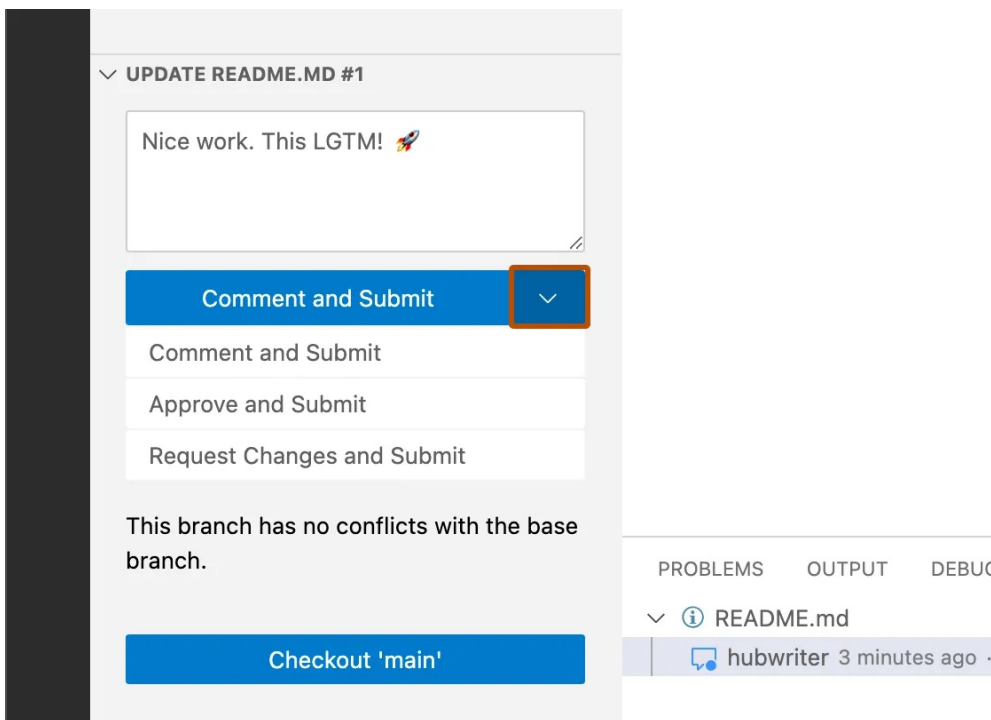 UPDATE README.MD #1
Nice work. This LGTM! 🚀
Comment and Submit
Comment and Submit
Approve and Submit
Request Changes and Submit
This branch has no conflicts with the base
branch.
Checkout 'main'
PROBLEMS OUTPUT DEBUG
README.md
hubwriter 3 minutes ago